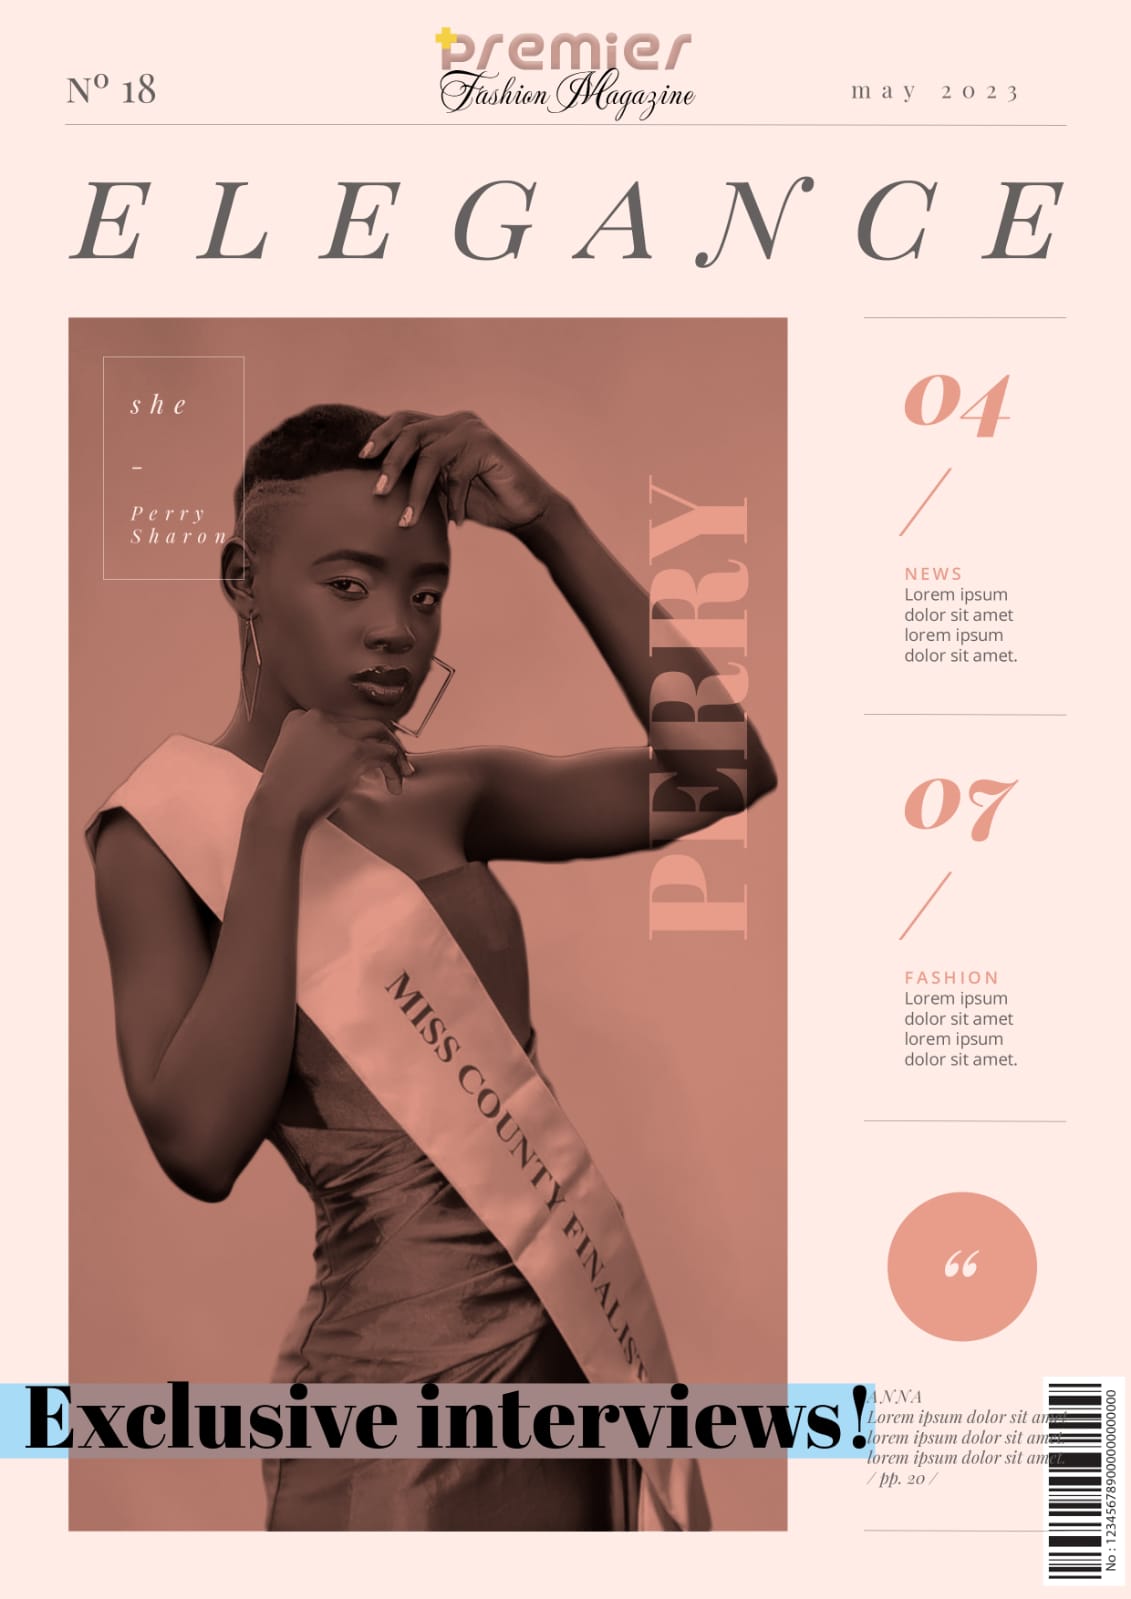 premier
Fashion Magazine
Nº 18
may 2023
ELEGANCE
she
-
Perry
Sharon
PERRY
MISS COUNTY FINALIST
04
/
NEWS
Lorem ipsum
dolor sit amet
lorem ipsum
dolor sit amet.
07
/
FASHION
Lorem ipsum
dolor sit amet
lorem ipsum
dolor sit amet.
“
Exclusive interviews!
ANNA
Lorem ipsum dolor sit amet
lorem ipsum dolor sit amet.
lorem ipsum dolor sit amet.
/ pp. 20 /
No : 1234567890000000000000